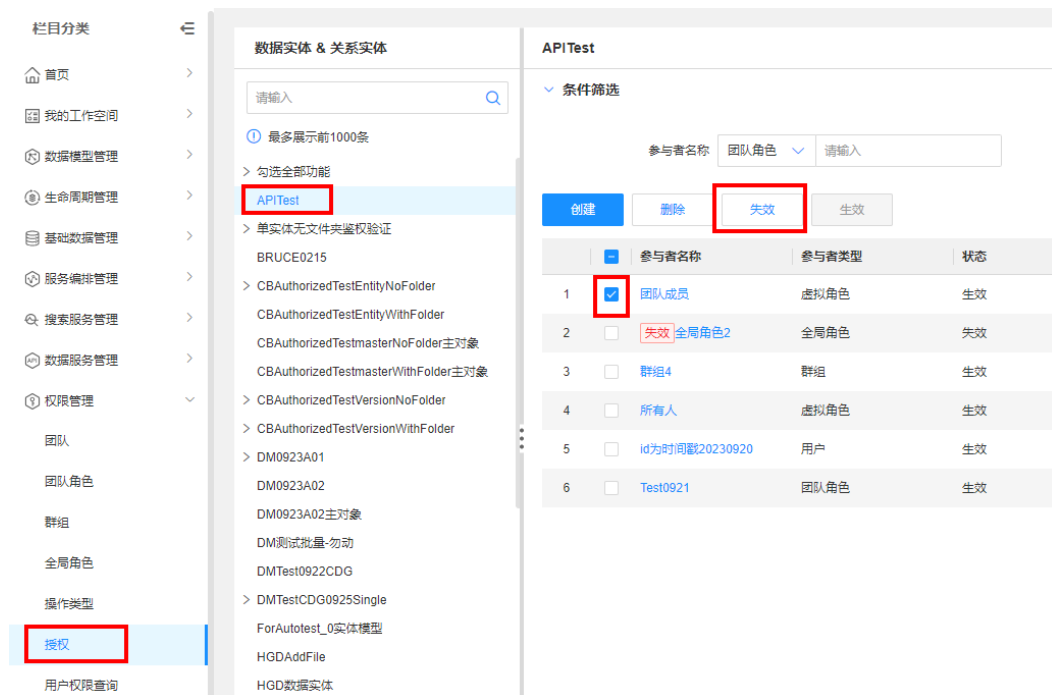 栏目分类
首页
我的工作空间
数据模型管理
生命周期管理
基础数据管理
服务编排管理
搜索服务管理
数据服务管理
权限管理
团队
团队角色
群组
全局角色
操作类型
授权
用户权限查询
数据实体 & 关系实体
请输入
最多展示前1000条
勾选全部功能
APITest
单实体无文件夹鉴权验证
BRUCE0215
CBAuthorizedTestEntityNoFolder
CBAuthorizedTestEntityWithFolder
CBAuthorizedTestmasterNoFolder主对象
CBAuthorizedTestmasterWithFolder主对象
CBAuthorizedTestVersionNoFolder
CBAuthorizedTestVersionWithFolder
DM0923A01
DM0923A02
DM0923A02主对象
DM测试批量-勿动
DMTest0922CDG
DMTestCDG0925Single
ForAutotest_0实体模型
HGDAddFile
HGD数据实体
APITest
条件筛选
参与者名称 团队角色 请输入
创建 删除 失效 生效
参与者名称 参与者类型 状态
1 团队成员 虚拟角色 生效
2 失效 全局角色2 全局角色 失效
3 群组4 群组 生效
4 所有人 虚拟角色 生效
5 id为时间戳20230920 用户 生效
6 Test0921 团队角色 生效